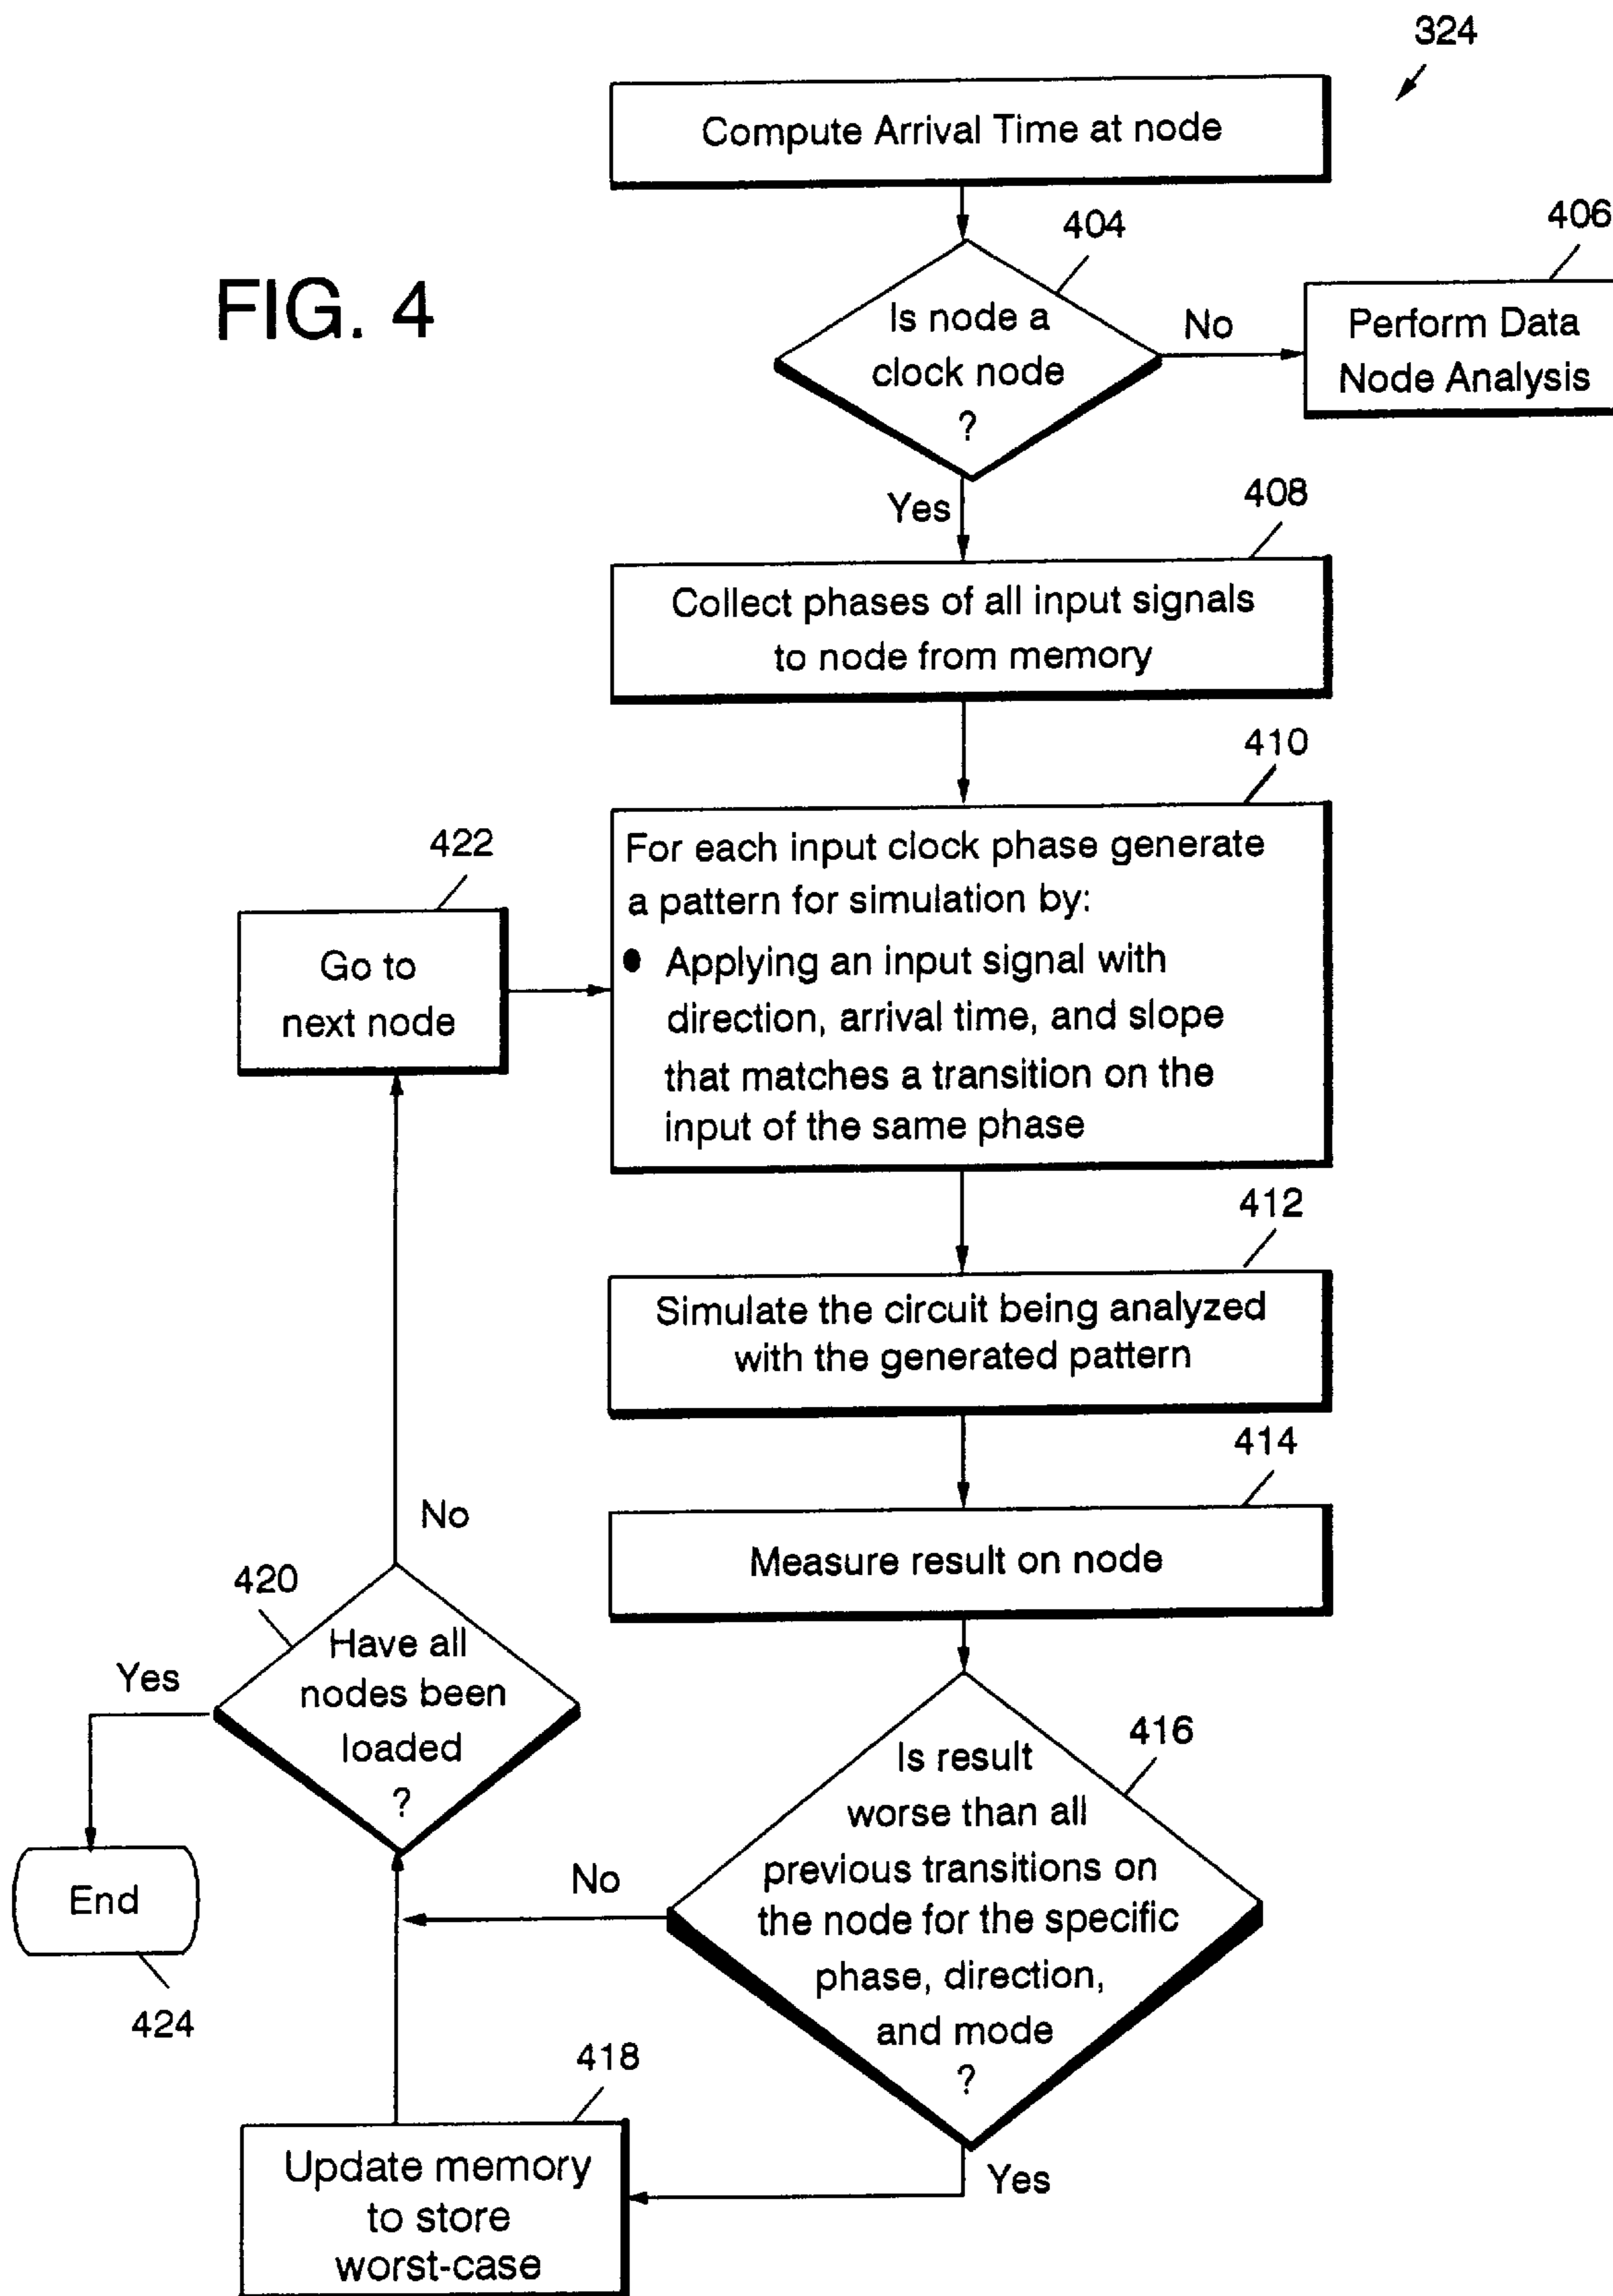 324
Compute Arrival Time at node
FIG. 4
404
Is node a
clock node
?
No
406
Perform Data
Node Analysis
Yes
408
Collect phases of all input signals
to node from memory
410
For each input clock phase generate
a pattern for simulation by:
● Applying an input signal with
direction, arrival time, and slope
that matches a transition on the
input of the same phase
422
Go to
next node
412
Simulate the circuit being analyzed
with the generated pattern
414
Measure result on node
No
420
Have all
nodes been
loaded
?
Yes
End
424
416
Is result
worse than all
previous transitions on
the node for the specific
phase, direction,
and mode
?
No
Yes
418
Update memory
to store
worst-case